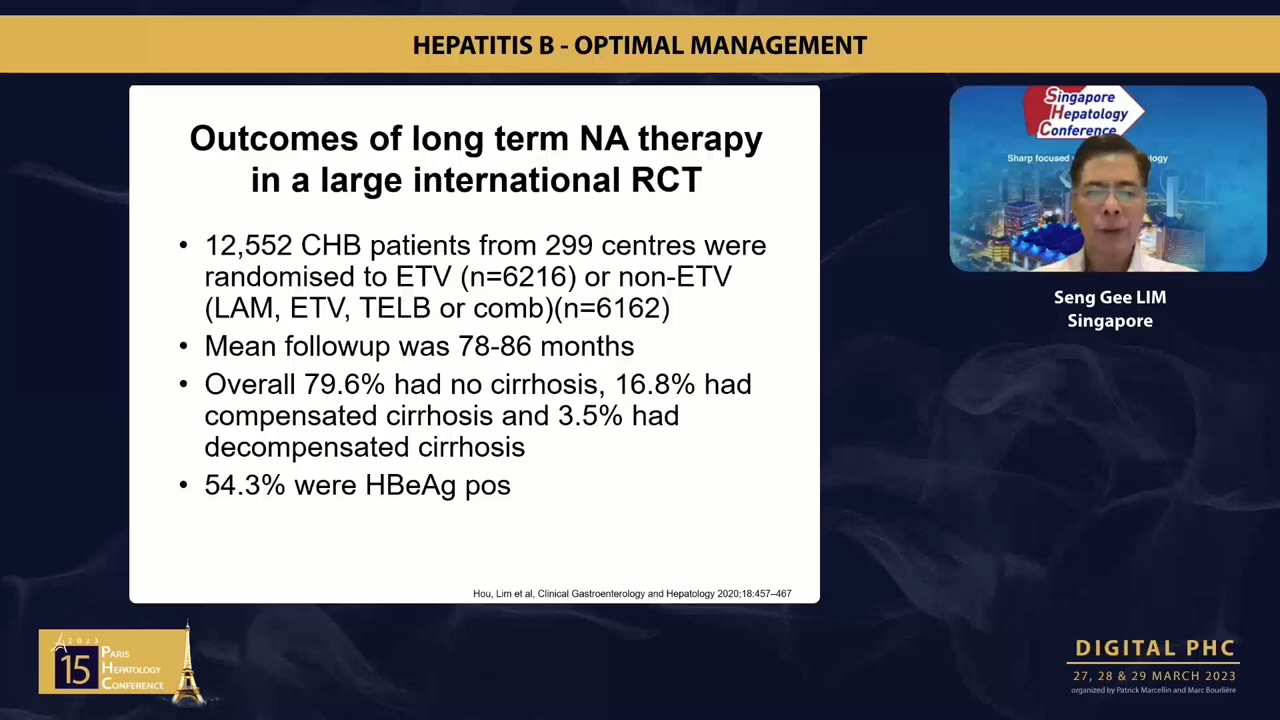 HEPATITIS B - OPTIMAL MANAGEMENT
Outcomes of long term NA therapy
in a large international RCT
• 12,552 CHB patients from 299 centres were
randomised to ETV (n=6216) or non-ETV
(LAM, ETV, TELB or comb)(n=6162)
• Mean followup was 78-86 months
• Overall 79.6% had no cirrhosis, 16.8% had
compensated cirrhosis and 3.5% had
decompensated cirrhosis
• 54.3% were HBeAg pos
Hou, Lim et al, Clinical Gastroenterology and Hepatology 2020;18:457–467
Singapore
Hepatology
Conference
Sharp focused
Seng Gee LIM
Singapore
2023
15
PARIS
HEPATOLOGY
CONFERENCE
DIGITAL PHC
27, 28 & 29 MARCH 2023
organized by Patrick Marcellin and Marc Bourlière